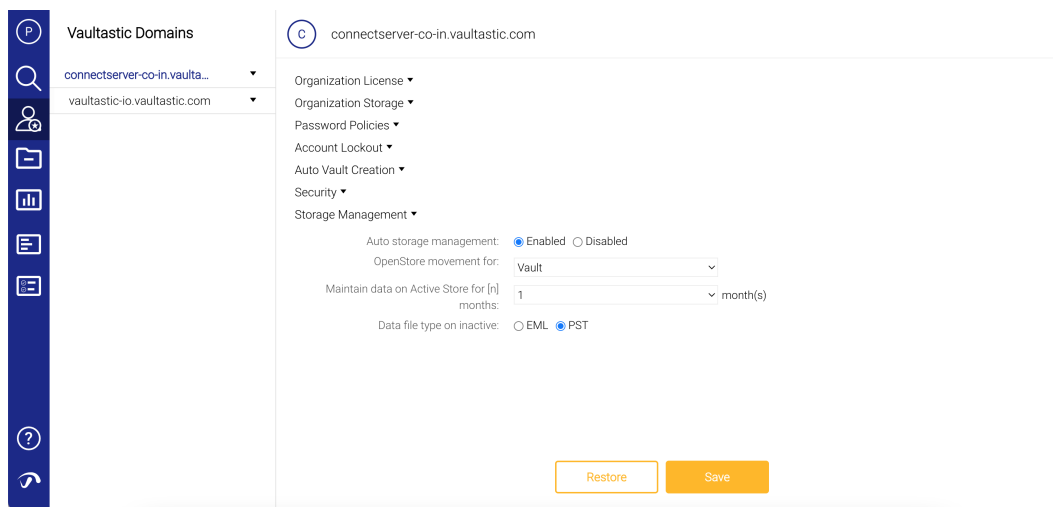 P
Vaultastic Domains
C
connectserver-co-in.vaultastic.com
connectserver-co-in.vaulta...
vaultastic-io.vaultastic.com
Organization License
Organization Storage
Password Policies
Account Lockout
Auto Vault Creation
Security
Storage Management
Auto storage management: Enabled Disabled
OpenStore movement for: Vault
Maintain data on Active Store for [n]
months: 1 month(s)
Data file type on inactive: EML PST
?
Restore Save